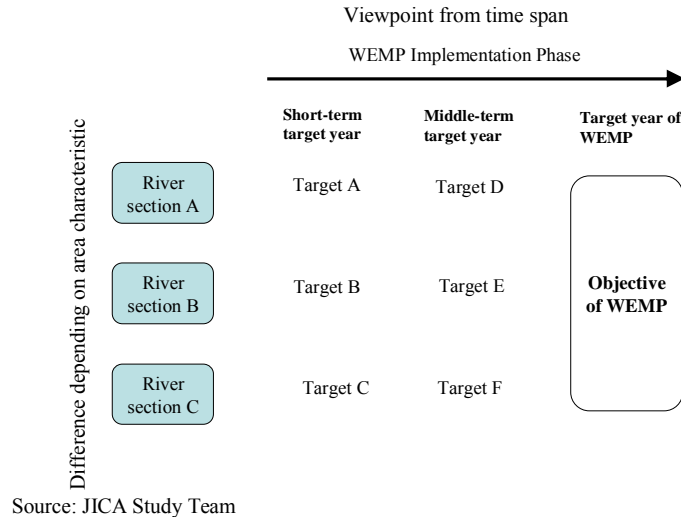 Viewpoint from time span
WEMP Implementation Phase
Short-term
target year
Middle-term
target year
Target year of
WEMP
Difference depending on area characteristic
River
section A
Target A
Target D
River
section B
Target B
Target E
Objective
of WEMP
River
section C
Target C
Target F
Source: JICA Study Team